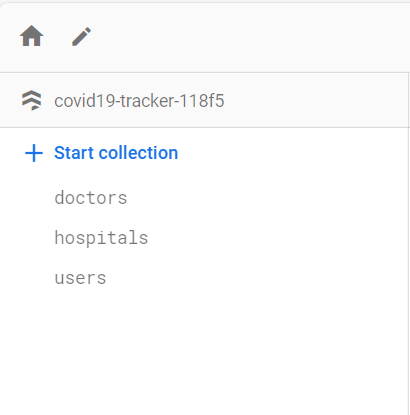 covid19-tracker-118f5
Start collection
doctors
hospitals
users